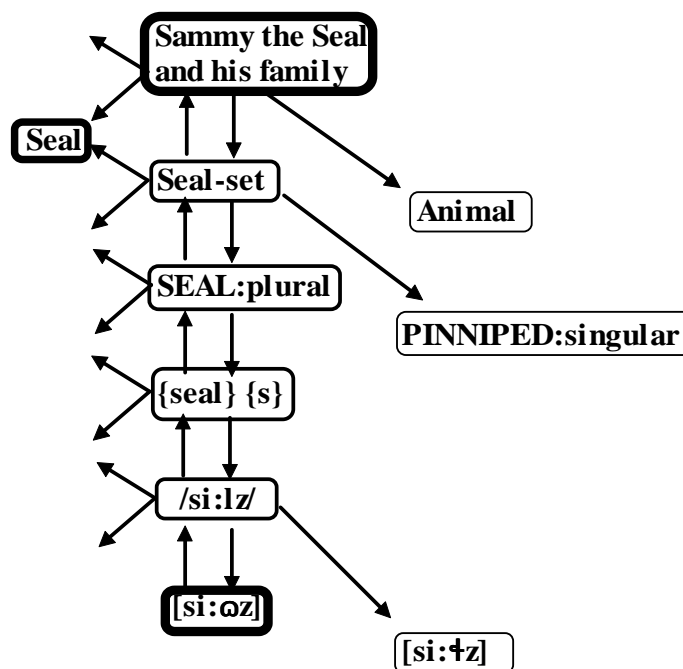 Sammy the Seal
and his family
Seal
Seal-set
Animal
SEAL:plural
PINNIPED:singular
{seal} {s}
/si:lz/
[si:ɷz]
[si:ɬz]